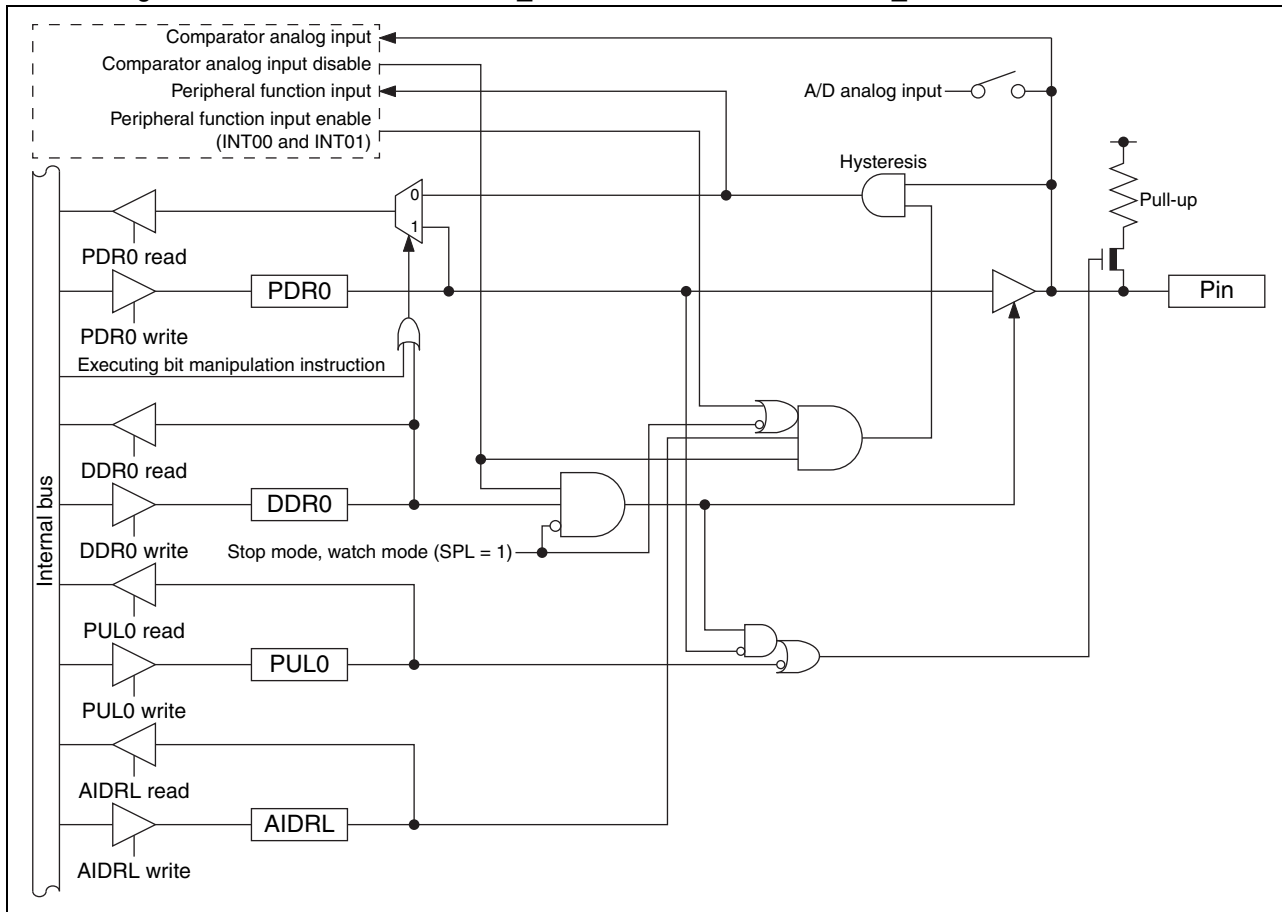 Comparator analog input
Comparator analog input disable
Peripheral function input
Peripheral function input enable
(INT00 and INT01)
A/D analog input
Hysteresis
Pull-up
0
1
PDR0 read
PDR0
Pin
PDR0 write
Executing bit manipulation instruction
DDR0 read
DDR0
DDR0 write
Stop mode, watch mode (SPL = 1)
Internal bus
PUL0 read
PUL0
PUL0 write
AIDRL read
AIDRL
AIDRL write